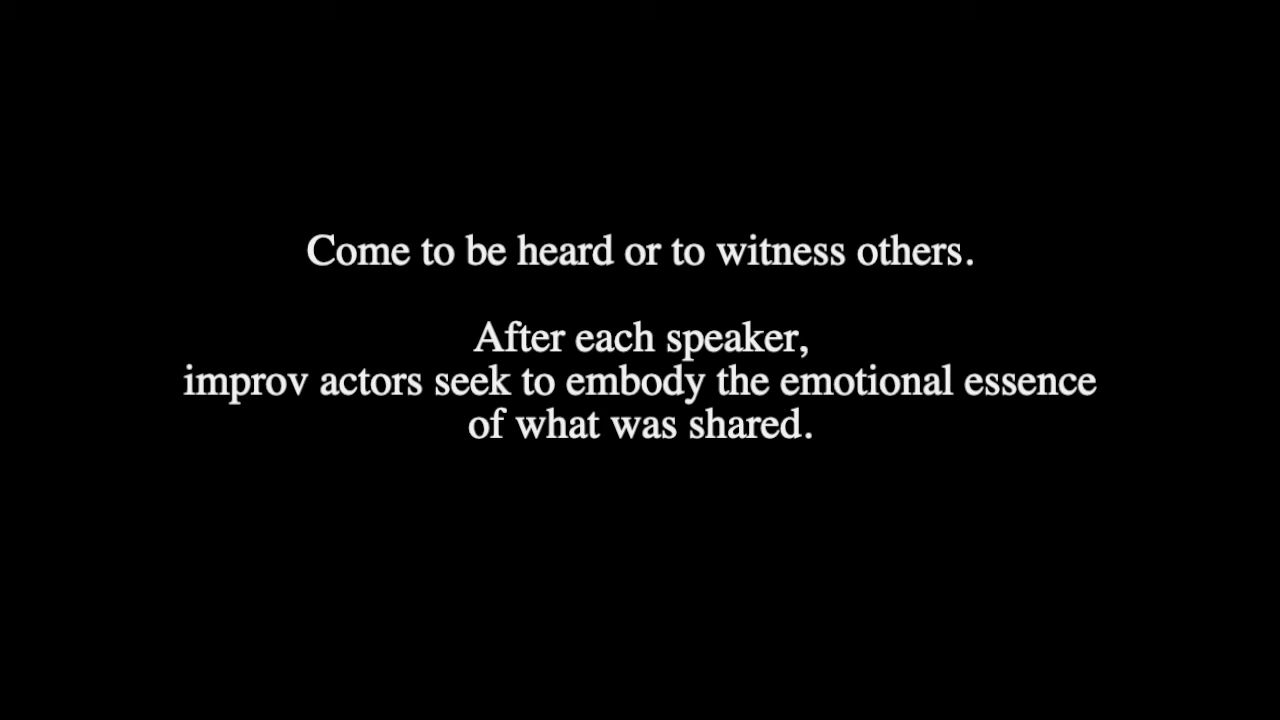 Come to be heard or to witness others.
After each speaker,
improv actors seek to embody the emotional essence
of what was shared.